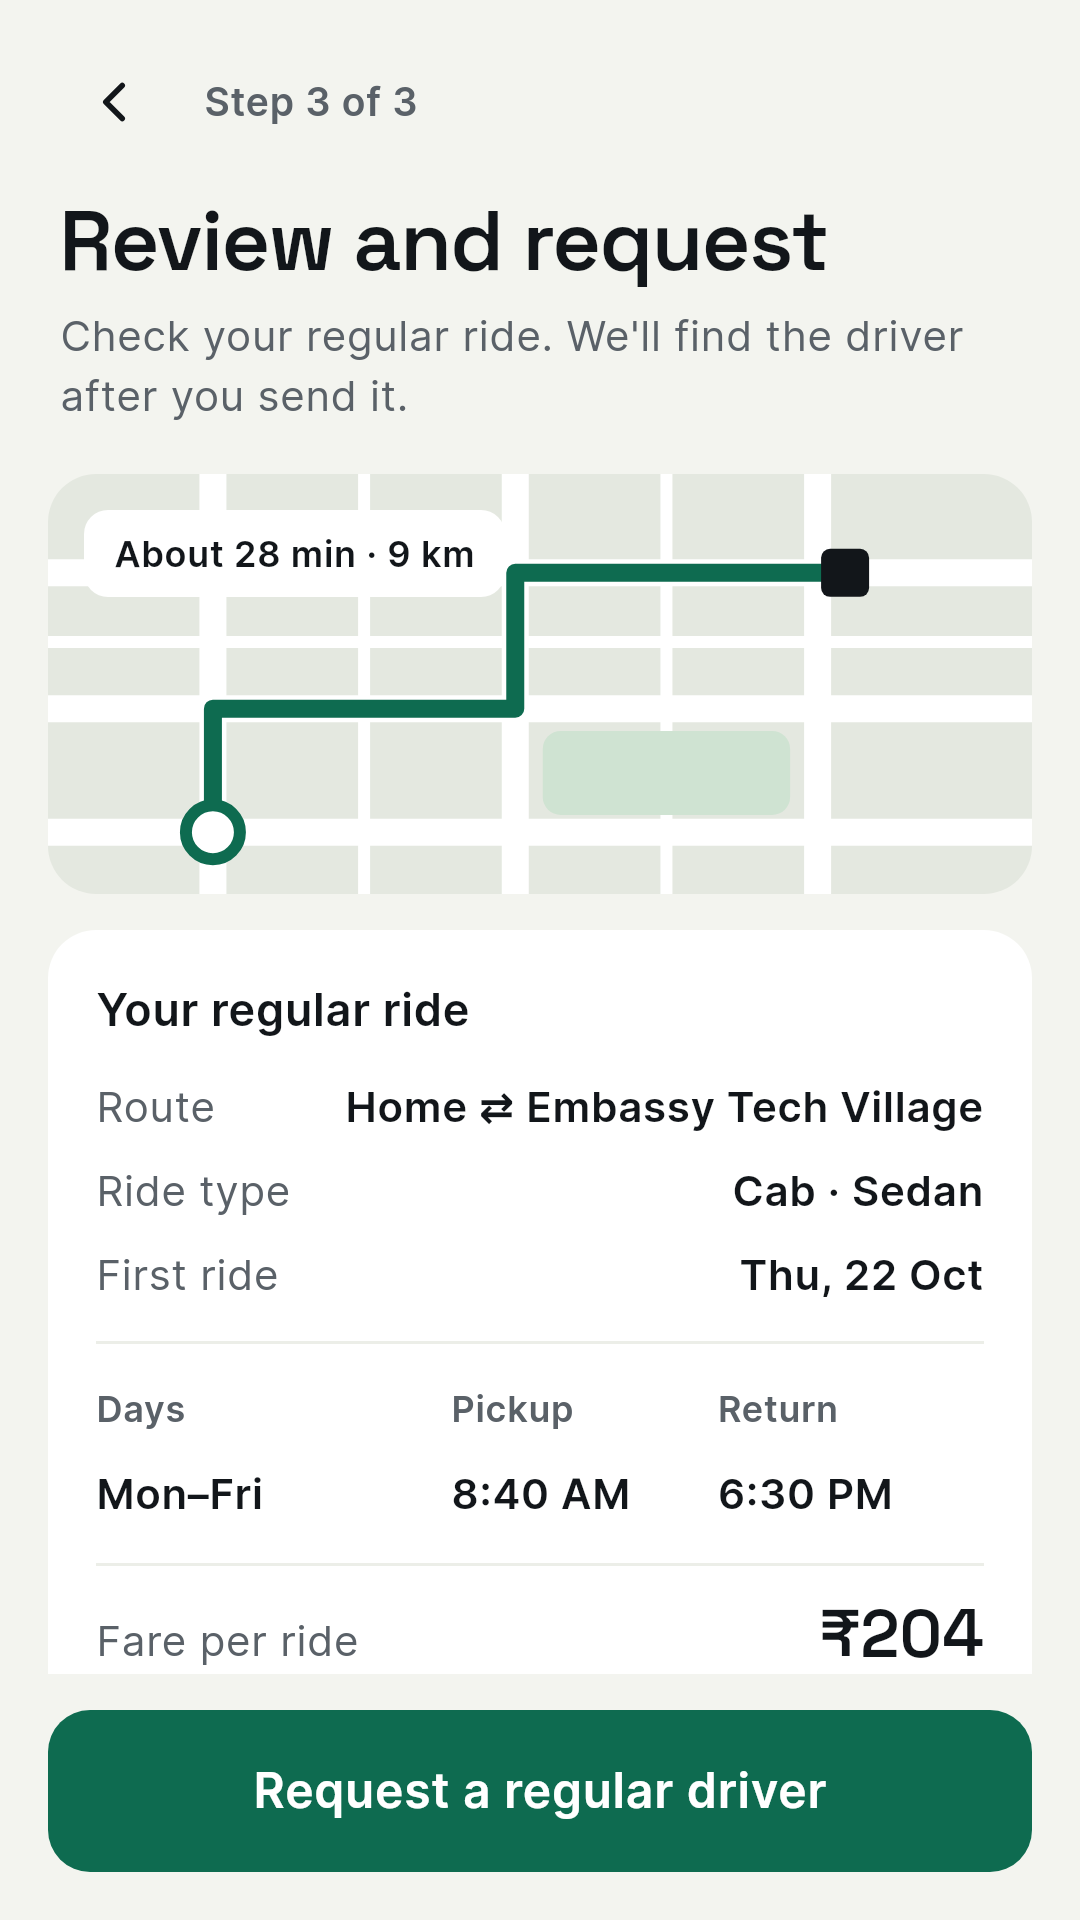 Step 3 of 3
Review and request
Check your regular ride. We'll find the driver
after you send it.
About 28 min · 9 km
Your regular ride
Route Home ⇄ Embassy Tech Village
Ride type Cab · Sedan
First ride Thu, 22 Oct
Days Pickup Return
Mon–Fri 8:40 AM 6:30 PM
Fare per ride ₹204
Request a regular driver